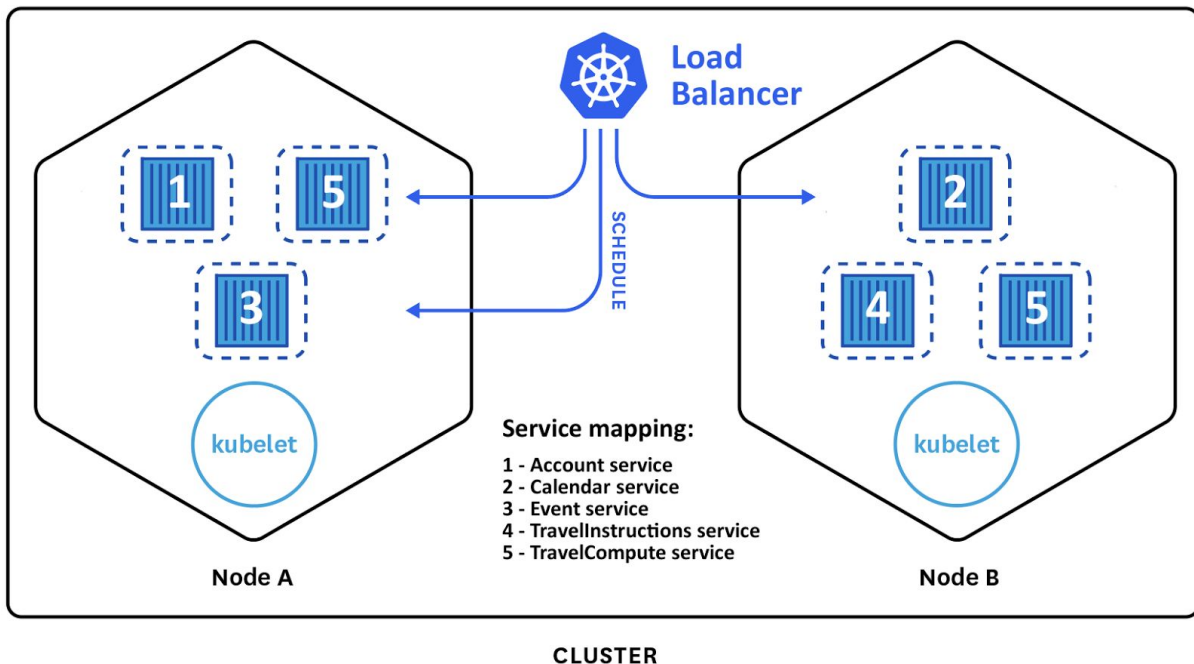 Load
Balancer
1
5
2
SCHEDULE
3
4
5
kubelet
kubelet
Service mapping:
1 - Account service
2 - Calendar service
3 - Event service
4 - TravelInstructions service
5 - TravelCompute service
Node A
Node B
CLUSTER